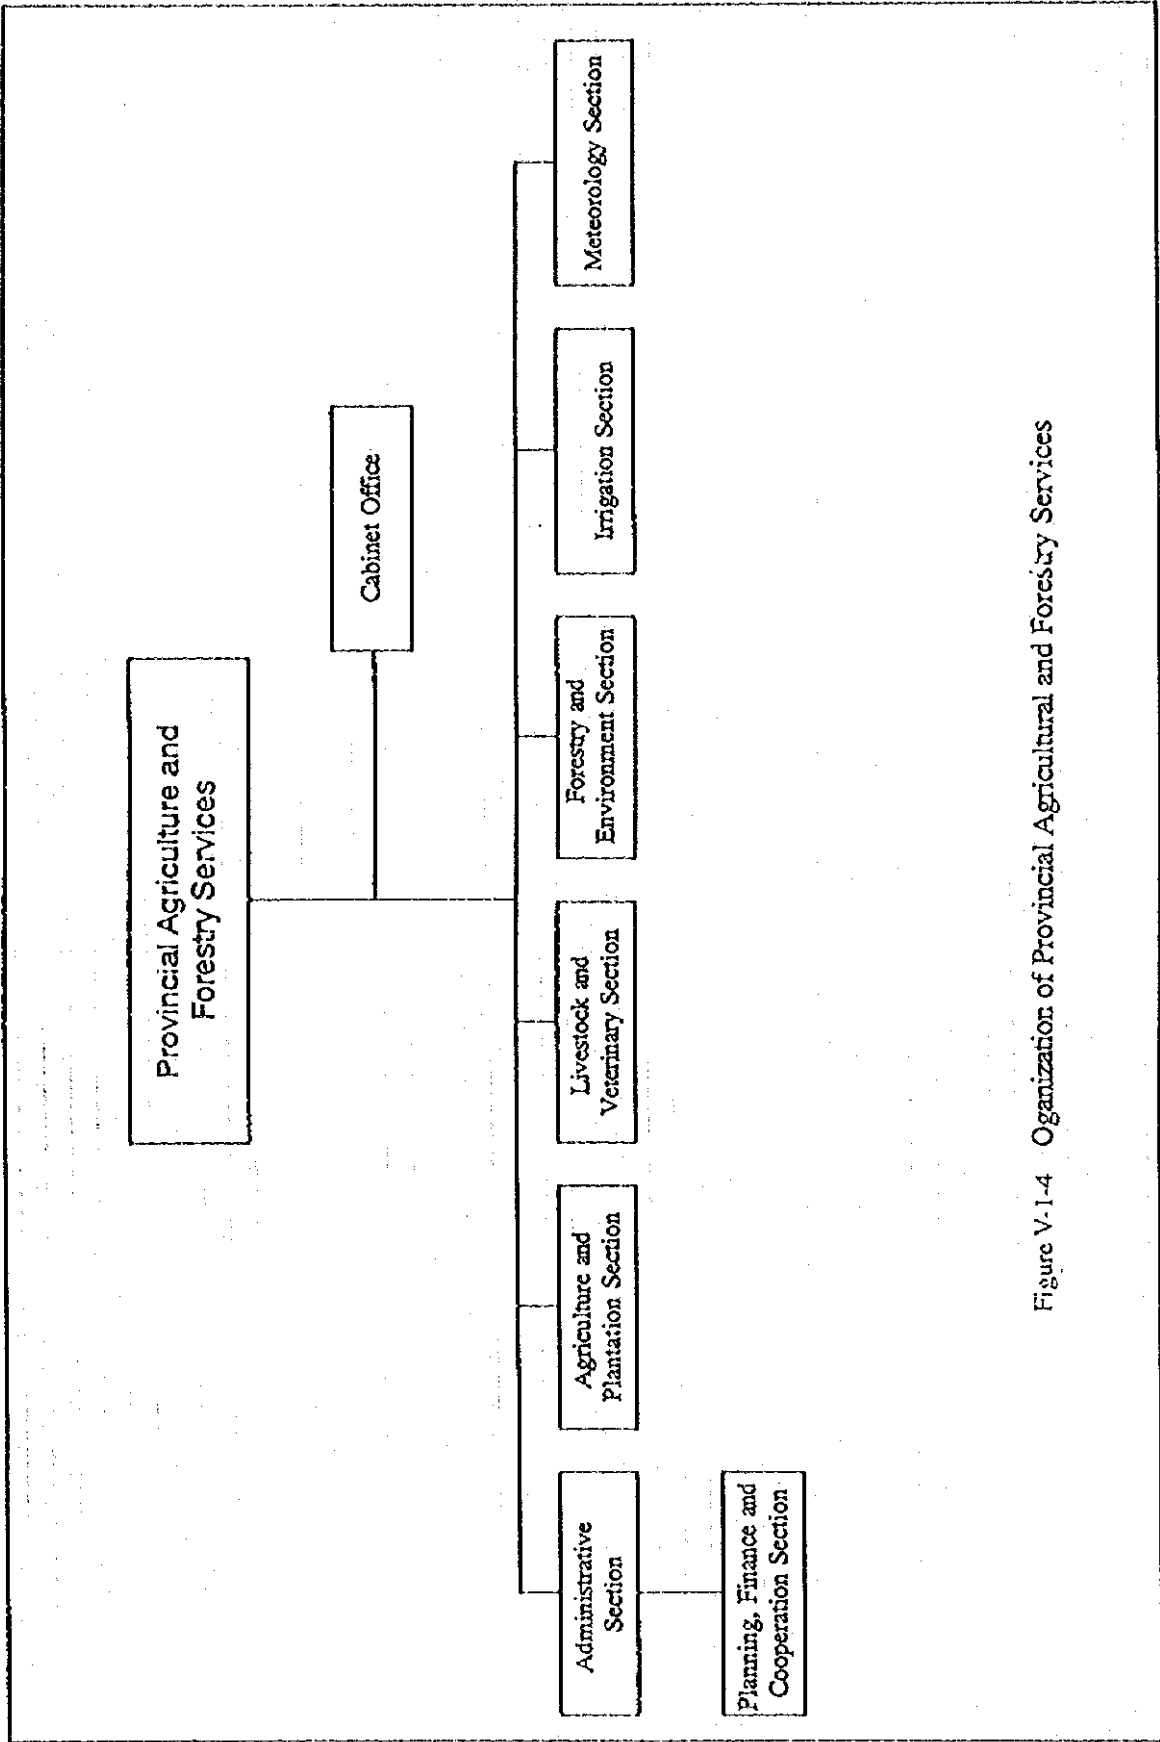 Provincial Agriculture and
Forestry Services
Cabinet Office
Administrative
Section
Agriculture and
Plantation Section
Livestock and
Veterinary Section
Forestry and
Environment Section
Irrigation Section
Meteorology Section
Planning, Finance and
Cooperation Section
Figure V-1-4 Oganization of Provincial Agricultural and Forestry Services